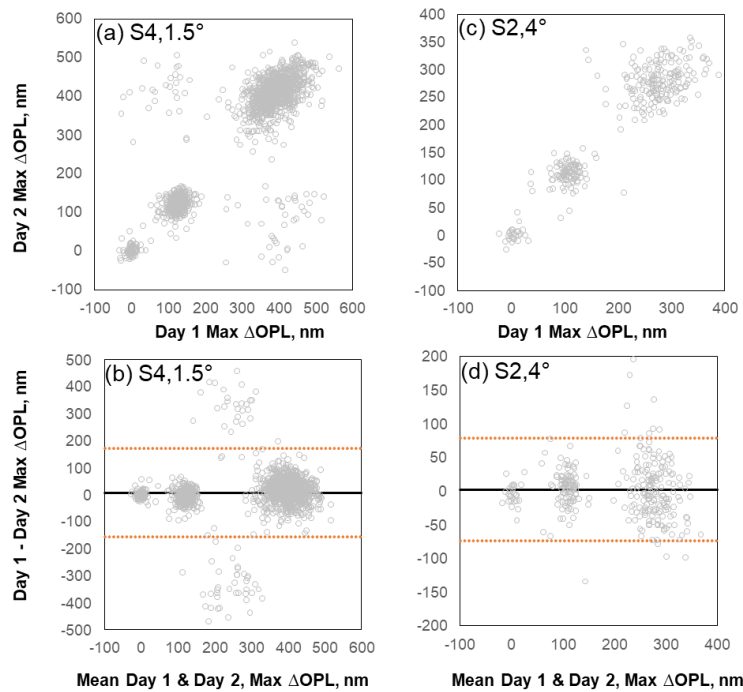 (a) S4,1.5°
600
500
400
300
200
100
0
-100
-100 0 100 200 300 400 500 600
Day 1 Max ΔOPL, nm
Day 2 Max ΔOPL, nm
(c) S2,4°
400
350
300
250
200
150
100
50
0
-50
-100
-100 0 100 200 300 400
Day 1 Max ΔOPL, nm
(b) S4,1.5°
500
400
300
200
100
0
-100
-200
-300
-400
-500
-100 0 100 200 300 400 500 600
Mean Day 1 & Day 2, Max ΔOPL, nm
Day 1 - Day 2 Max ΔOPL, nm
(d) S2,4°
200
150
100
50
0
-50
-100
-150
-200
-100 0 100 200 300 400
Mean Day 1 & Day 2, Max ΔOPL, nm